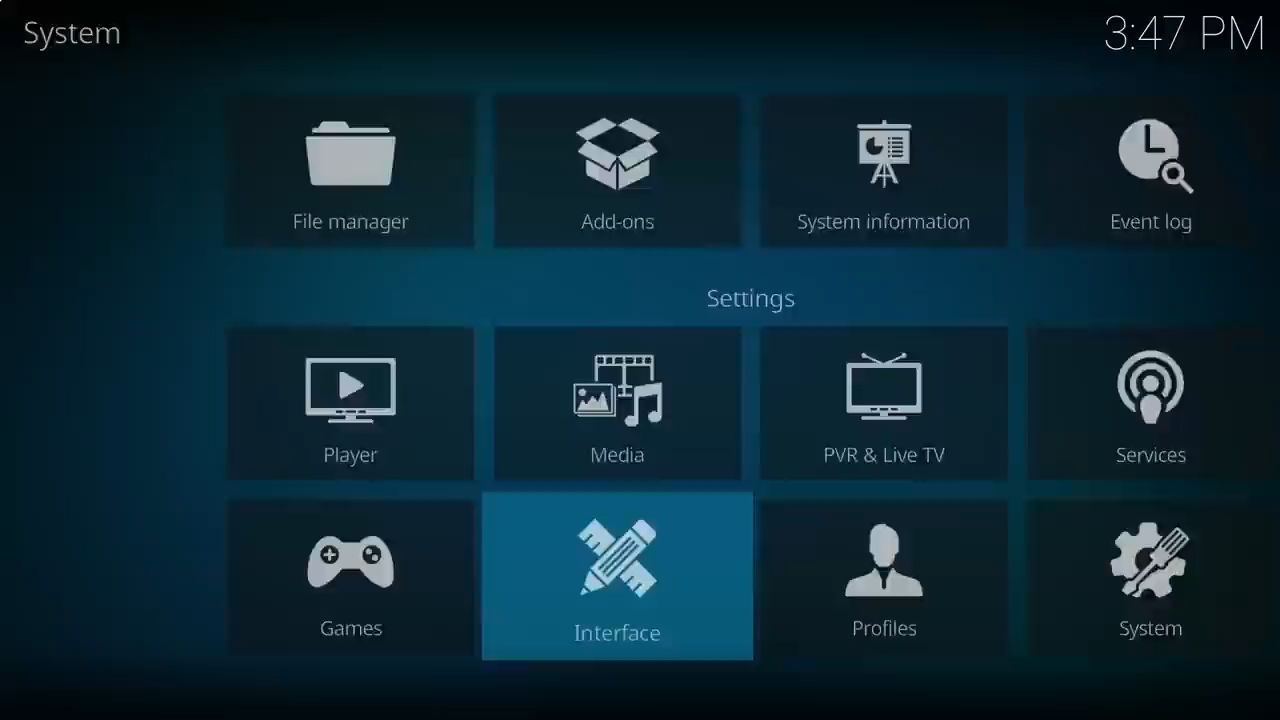 System
3:47 PM
File manager
Add-ons
System information
Event log
Settings
Player
Media
PVR & Live TV
Services
Games
Interface
Profiles
System